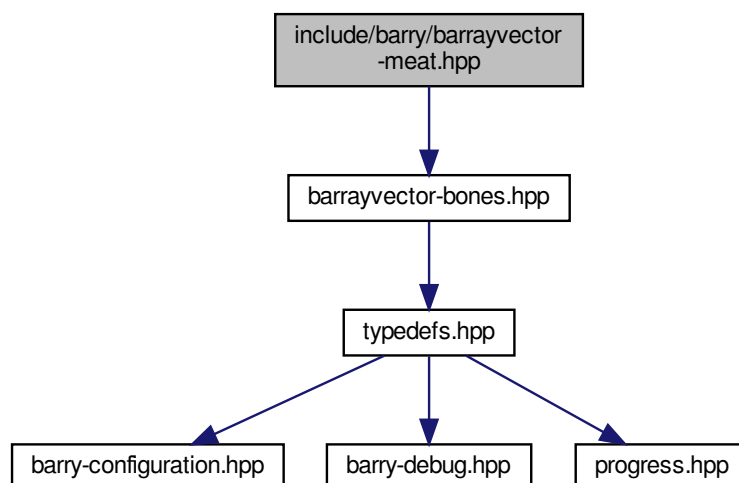 include/barry/barrayvector
-meat.hpp
barrayvector-bones.hpp
typedefs.hpp
barry-configuration.hpp
barry-debug.hpp
progress.hpp